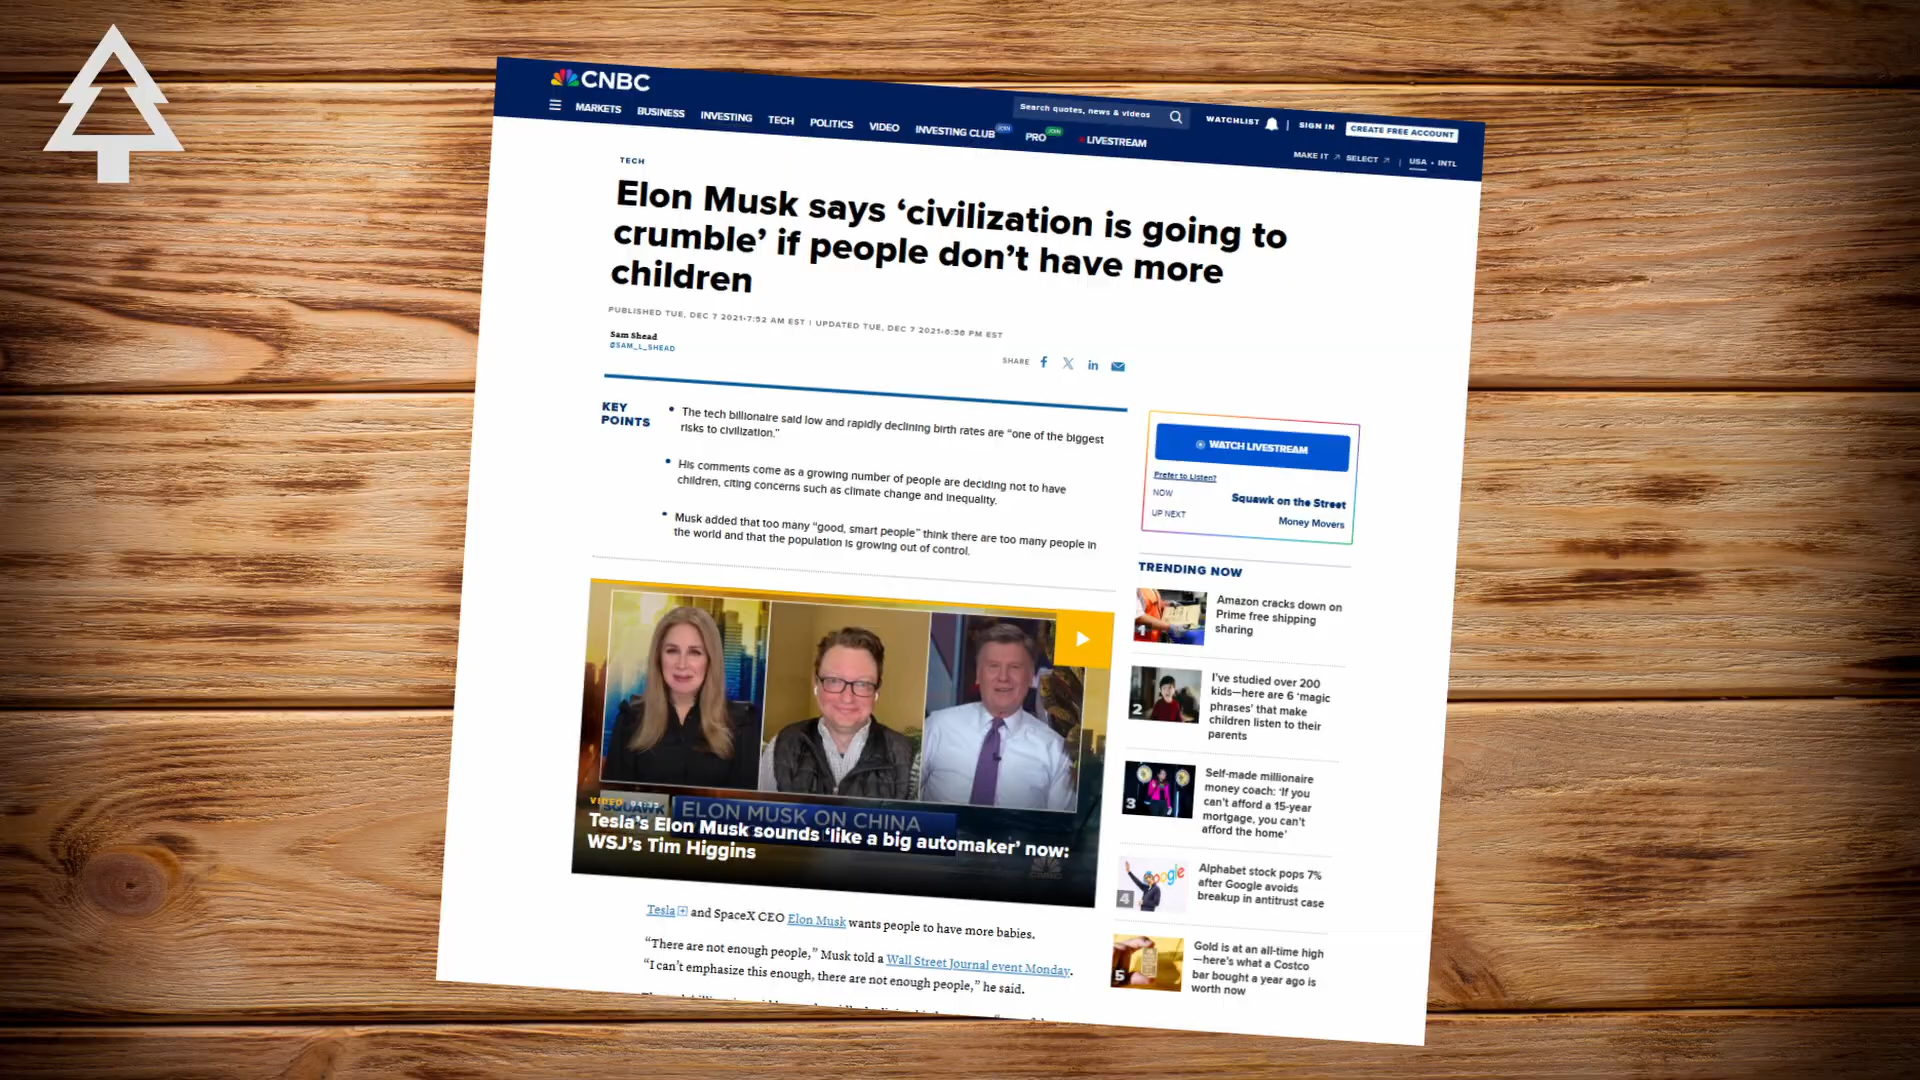 CNBC
Search quotes, news & videos
WATCHLIST | SIGN IN CREATE FREE ACCOUNT
MARKETS BUSINESS INVESTING TECH POLITICS VIDEO INVESTING CLUB JOIN PRO JOIN LIVESTREAM
MAKE IT SELECT | USA • INTL
TECH
Elon Musk says ‘civilization is going to
crumble’ if people don’t have more
children
PUBLISHED TUE, DEC 7 2021•7:52 AM EST | UPDATED TUE, DEC 7 2021•6:56 PM EST
Sam Shead
@SAM_L_SHEAD
SHARE
KEY
POINTS
• The tech billionaire said low and rapidly declining birth rates are “one of the biggest
risks to civilization.”
• His comments come as a growing number of people are deciding not to have
children, citing concerns such as climate change and inequality.
• Musk added that too many “good, smart people” think there are too many people in
the world and that the population is growing out of control.
WATCH LIVESTREAM
Prefer to Listen?
NOW Squawk on the Street
UP NEXT Money Movers
TRENDING NOW
1
Amazon cracks down on
Prime free shipping
sharing
2
I’ve studied over 200
kids—here are 6 ‘magic
phrases’ that make
children listen to their
parents
3
Self-made millionaire
money coach: ‘If you
can’t afford a 15-year
mortgage, you can’t
afford the home’
4
Google
Alphabet stock pops 7%
after Google avoids
breakup in antitrust case
5
Gold is at an all-time high
—here’s what a Costco
bar bought a year ago is
worth now
VIDEO 04:35
SQUAWK
ELON MUSK ON CHINA
Tesla’s Elon Musk sounds ‘like a big automaker’ now:
WSJ’s Tim Higgins
CNBC
Tesla and SpaceX CEO Elon Musk wants people to have more babies.
“There are not enough people,” Musk told a Wall Street Journal event Monday.
“I can’t emphasize this enough, there are not enough people,” he said.